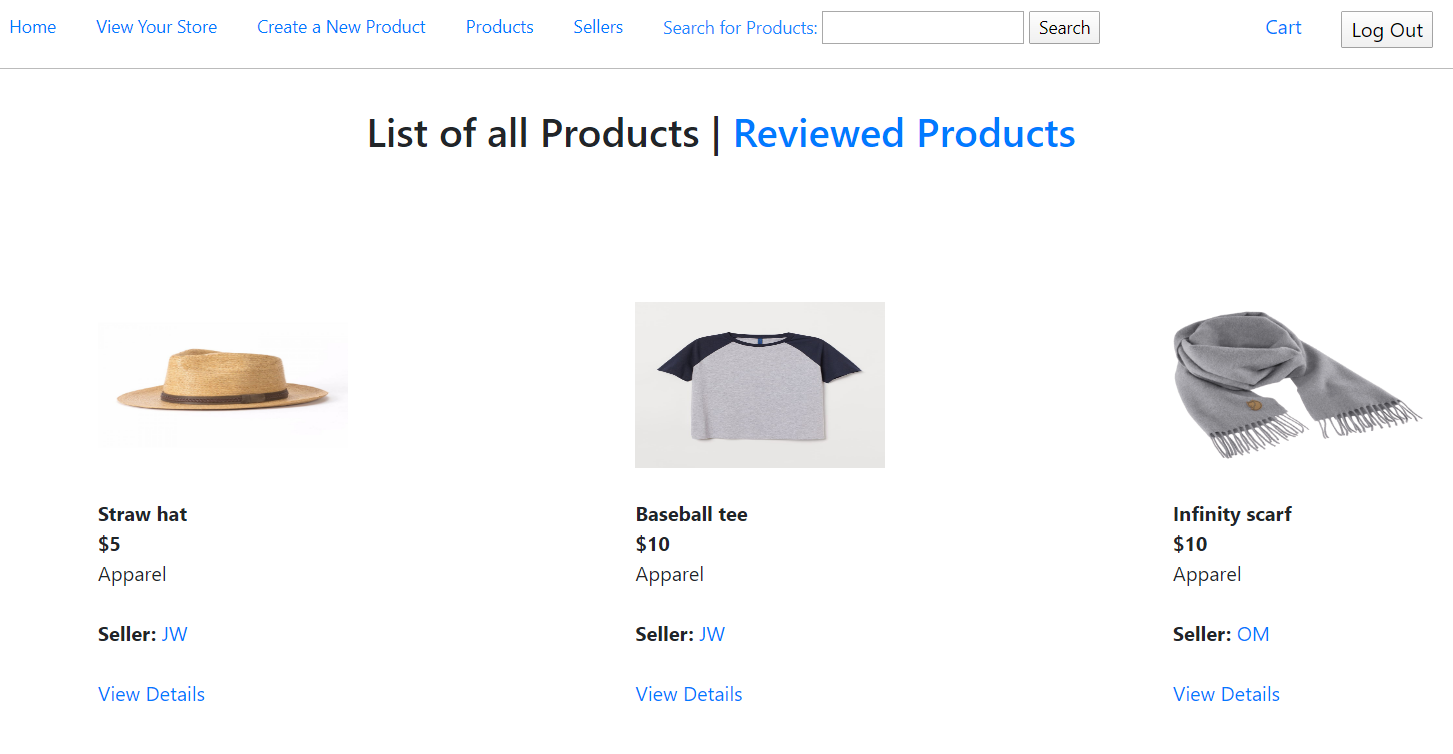 Home View Your Store Create a New Product Products Sellers Search for Products: Search Cart Log Out
List of all Products | Reviewed Products
Straw hat
$5
Apparel
Seller: JW
View Details
Baseball tee
$10
Apparel
Seller: JW
View Details
Infinity scarf
$10
Apparel
Seller: OM
View Details